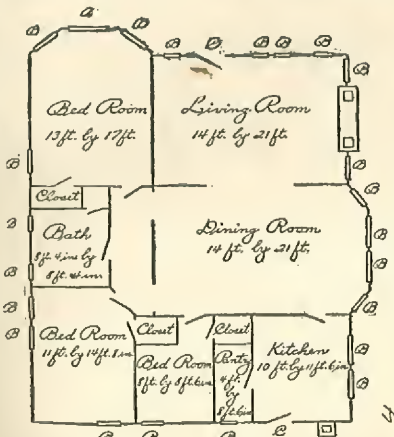 A
B
B
B
D
B B
B
B
Bed Room
13 ft. by 17 ft.
Living Room
14 ft. by 21 ft.
B
B
Closet
B
Bath
8 ft. 4 in by
8 ft. 4 in.
Dining Room
14 ft. by 21 ft.
B
B
B
B
B
B
Bed Room
11 ft. by 14 ft. 8 in
Closet
Bed Room
8 ft. by 8 ft. 6 in
Closet
Pantry
4 ft.
by
8 ft. 6 in
Kitchen
10 ft. by 11 ft. 6 in
B
B
B
C